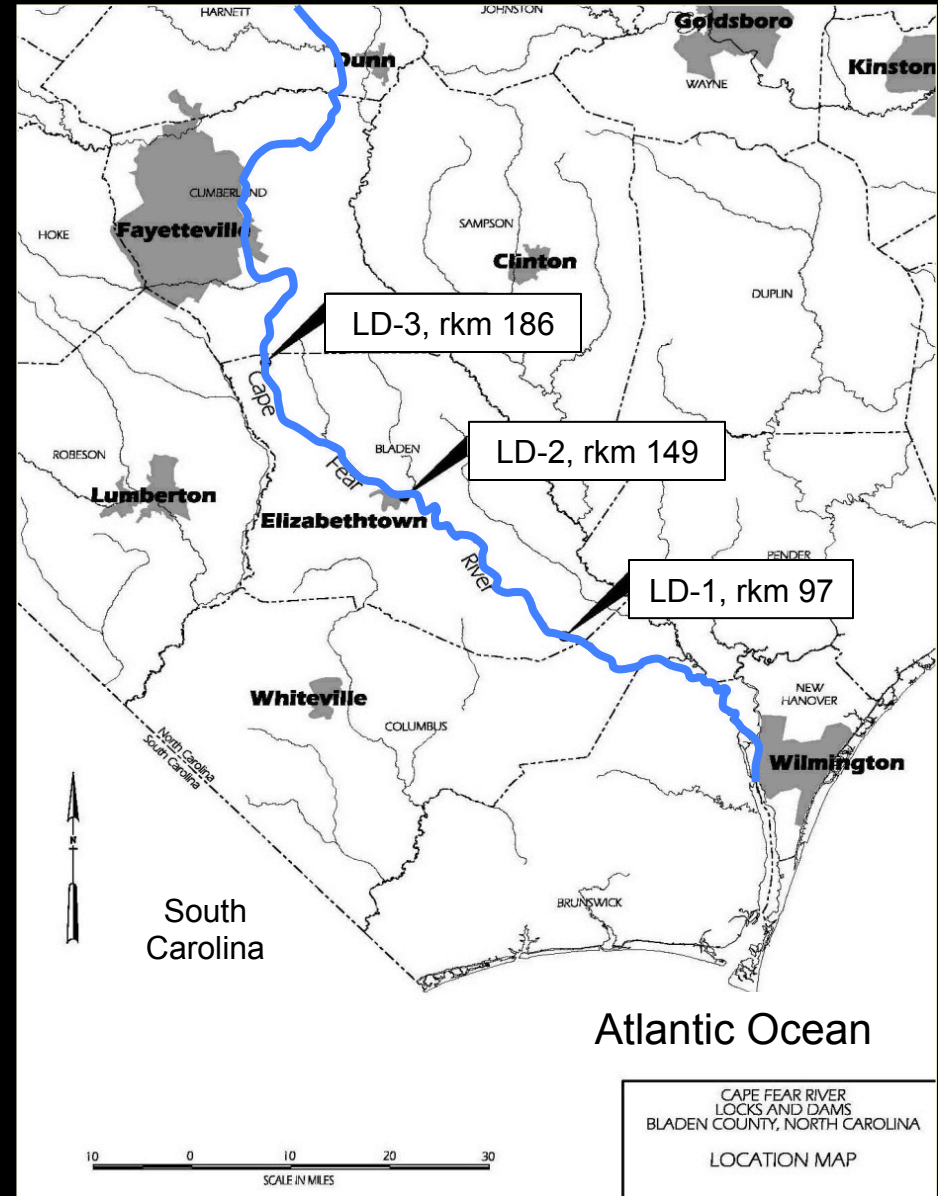 HARNETT
JOHNSTON
Goldsboro
Dunn
WAYNE
Kinston
CUMBERLAND
HOKE
Fayetteville
SAMPSON
Clinton
DUPLIN
LD-3, rkm 186
Cape
BLADEN
LD-2, rkm 149
ROBESON
Fear
Lumberton
Elizabethtown
PENDER
River
LD-1, rkm 97
Whiteville
NEW
HANOVER
COLUMBUS
North Carolina
South Carolina
Wilmington
N
South
Carolina
BRUNSWICK
Atlantic Ocean
CAPE FEAR RIVER
LOCKS AND DAMS
BLADEN COUNTY, NORTH CAROLINA
LOCATION MAP
10 0 10 20 30
SCALE IN MILES